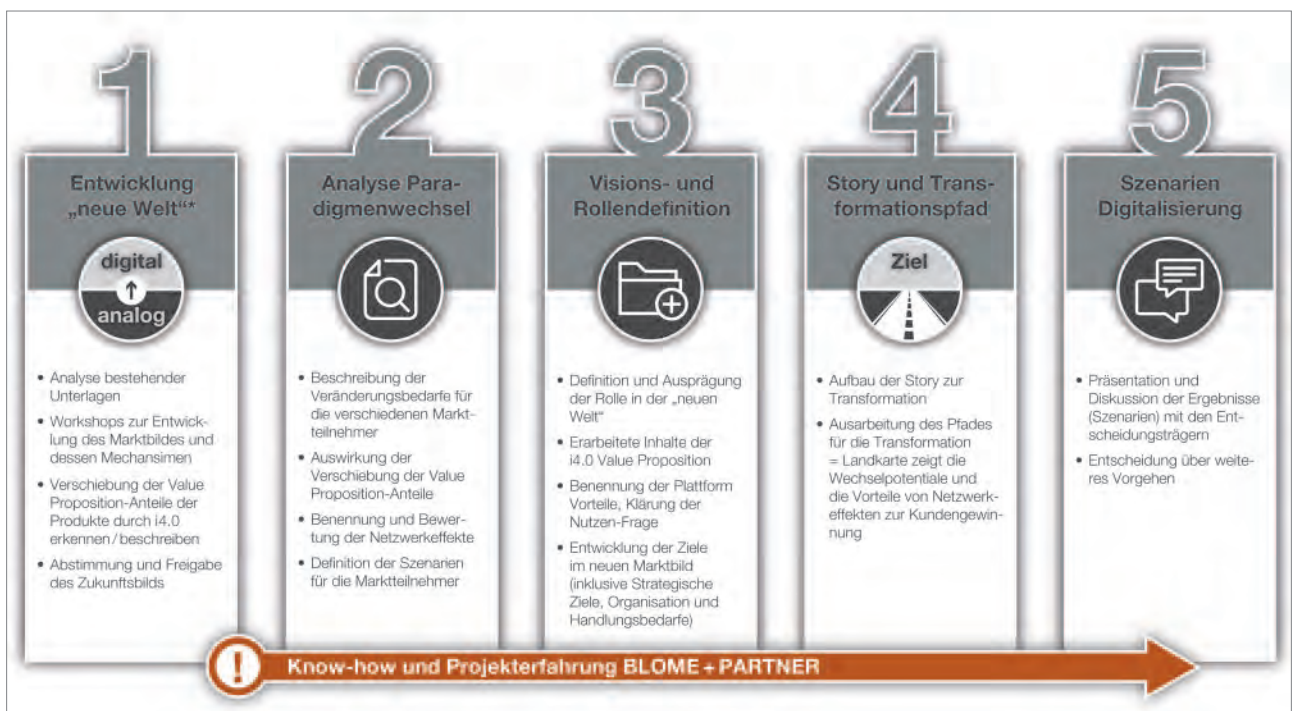 1
Entwicklung
„neue Welt“*
digital
analog
• Analyse bestehender
Unterlagen
• Workshops zur Entwick-
lung des Marktbildes und
dessen Mechansimen
• Verschiebung der Value
Proposition-Anteile der
Produkte durch i4.0
erkennen / beschreiben
• Abstimmung und Freigabe
des Zukunftsbilds
2
Analyse Para-
digmenwechsel
• Beschreibung der
Veränderungsbedarfe für
die verschiedenen Markt-
teilnehmer
• Auswirkung der
Verschiebung der Value
Proposition-Anteile
• Benennung und Bewer-
tung der Netzwerkeffekte
• Definition der Szenarien
für die Marktteilnehmer
3
Visions- und
Rollendefinition
• Definition und Ausprägung
der Rolle in der „neuen
Welt“
• Erarbeitete Inhalte der
i4.0 Value Proposition
• Benennung der Plattform
Vorteile, Klärung der
Nutzen-Frage
• Entwicklung der Ziele
im neuen Marktbild
(inklusive Strategische
Ziele, Organisation und
Handlungsbedarfe)
4
Story und Trans-
formationspfad
Ziel
• Aufbau der Story zur
Transformation
• Ausarbeitung des Pfades
für die Transformation
= Landkarte zeigt die
Wechselpotentiale und
die Vorteile von Netzwerk-
effekten zur Kundengewin-
nung
5
Szenarien
Digitalisierung
• Präsentation und
Diskussion der Ergebnisse
(Szenarien) mit den Ent-
scheidungsträgern
• Entscheidung über weite-
res Vorgehen
! Know-how und Projekterfahrung BLOME + PARTNER